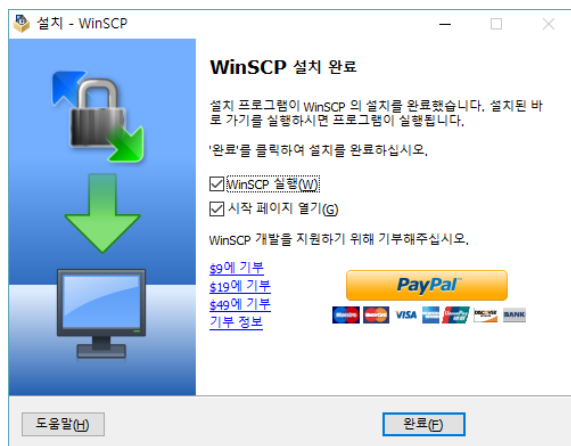 설치 - WinSCP
WinSCP 설치 완료
설치 프로그램이 WinSCP 의 설치를 완료했습니다. 설치된 바
로 가기를 실행하시면 프로그램이 실행됩니다.
'완료'를 클릭하여 설치를 완료하십시오.
WinSCP 실행(W)
시작 페이지 열기(G)
WinSCP 개발을 지원하기 위해 기부해주십시오.
$9에 기부
$19에 기부
$49에 기부
기부 정보
PayPal
Maestro VISA DISCOVER BANK
도움말(H)
완료(F)